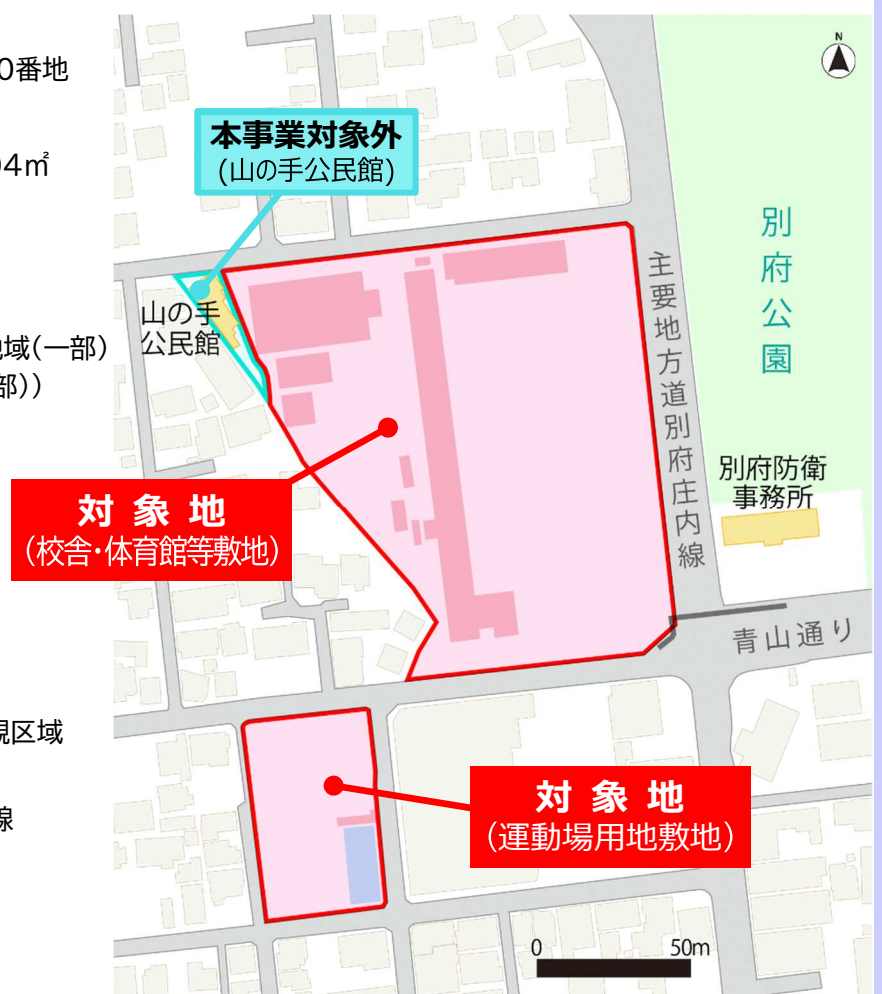 0番地
04㎡
地域(一部)
部))
観区域
線
N
本事業対象外
(山の手公民館)
山の手
公民館
対象地
(校舎・体育館等敷地)
主要地方道別府庄内線
別府公園
別府防衛
事務所
青山通り
対象地
(運動場用地敷地)
0 50m